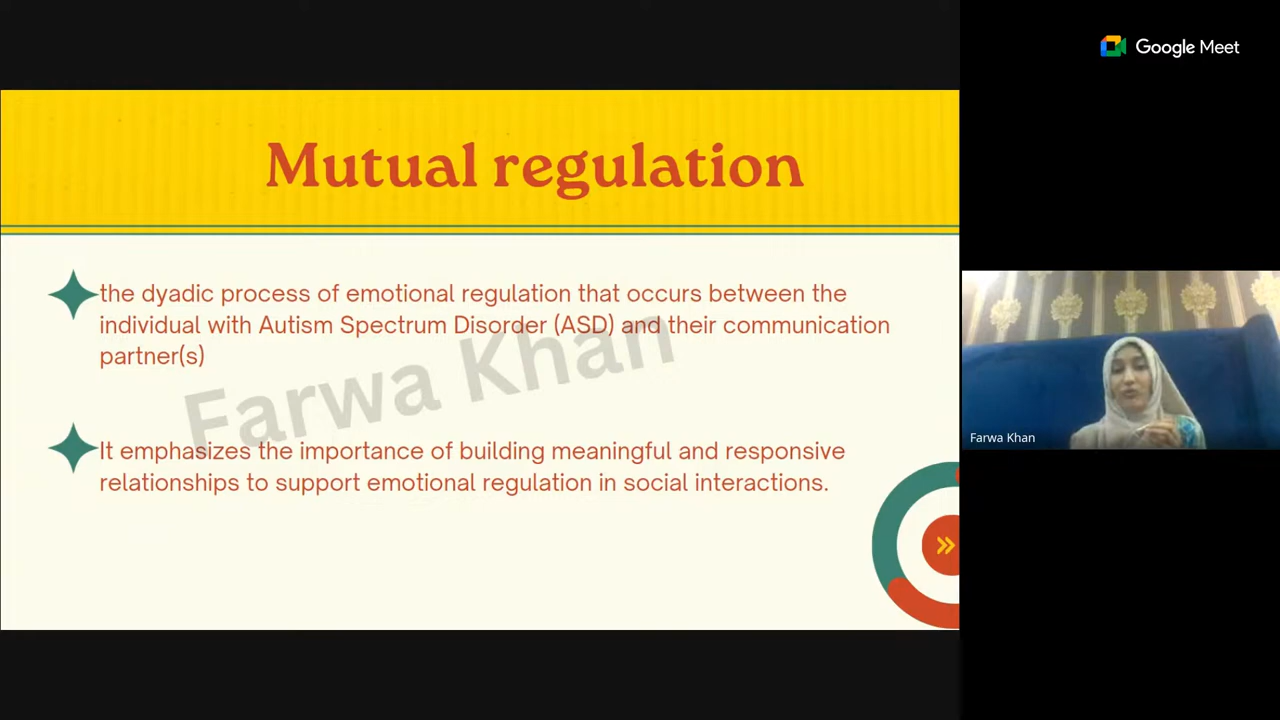 Google Meet
Mutual regulation
the dyadic process of emotional regulation that occurs between the
individual with Autism Spectrum Disorder (ASD) and their communication
partner(s)
Farwa Khan
It emphasizes the importance of building meaningful and responsive
relationships to support emotional regulation in social interactions.
Farwa Khan